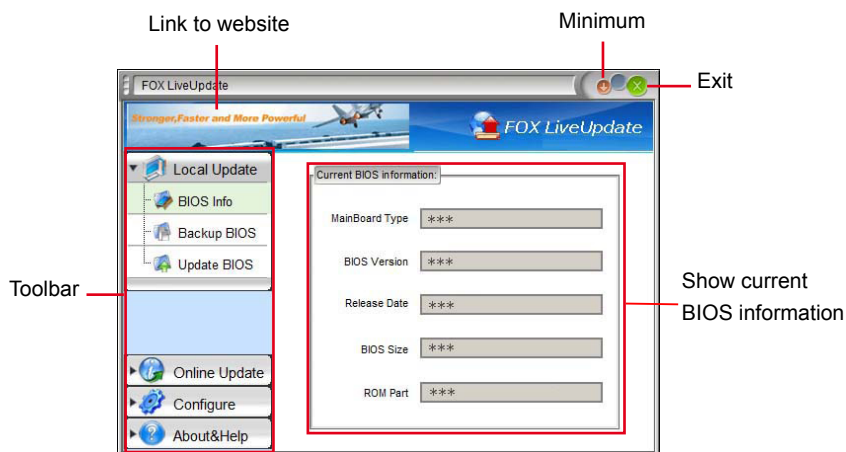 Link to website
Minimum
Exit
FOX LiveUpdate
Stronger,Faster and More Powerful
FOX LiveUpdate
Local Update
BIOS Info
Backup BIOS
Update BIOS
Online Update
Configure
About&Help
Current BIOS information:
MainBoard Type ***
BIOS Version ***
Release Date ***
BIOS Size ***
ROM Part ***
Toolbar
Show current
BIOS information